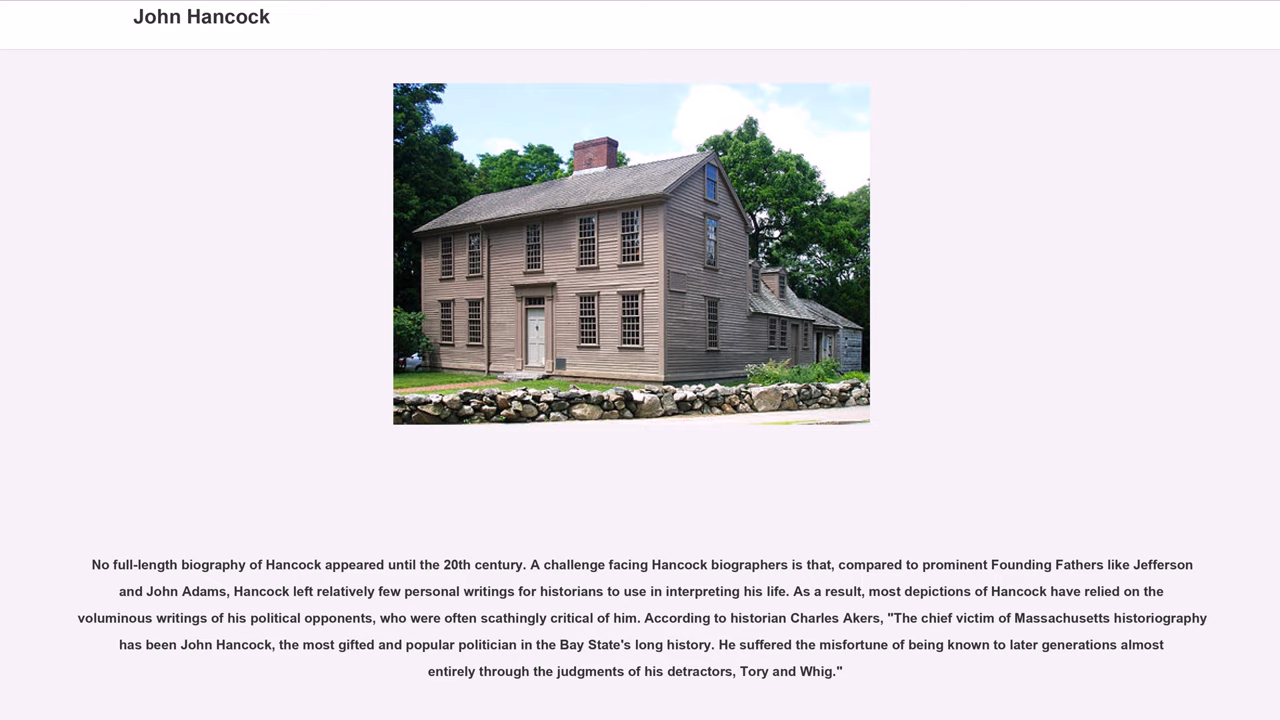 John Hancock
No full-length biography of Hancock appeared until the 20th century. A challenge facing Hancock biographers is that, compared to prominent Founding Fathers like Jefferson
and John Adams, Hancock left relatively few personal writings for historians to use in interpreting his life. As a result, most depictions of Hancock have relied on the
voluminous writings of his political opponents, who were often scathingly critical of him. According to historian Charles Akers, "The chief victim of Massachusetts historiography
has been John Hancock, the most gifted and popular politician in the Bay State's long history. He suffered the misfortune of being known to later generations almost
entirely through the judgments of his detractors, Tory and Whig."